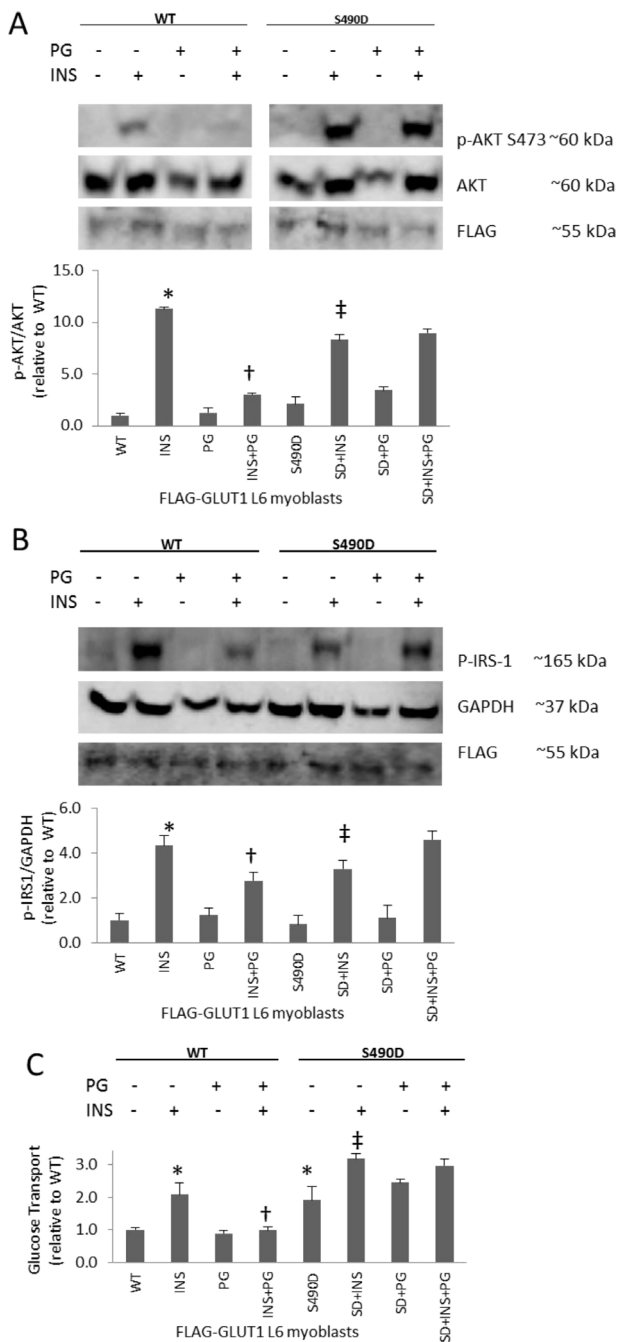 A
WT S490D
PG - - + + - - + +
INS - + - + - + - +
p-AKT S473 ~60 kDa
AKT ~60 kDa
FLAG ~55 kDa
p-AKT/AKT
(relative to WT)
15.0
10.0
5.0
0.0
* † ‡
WT INS PG INS+PG S490D SD+INS SD+PG SD+INS+PG
FLAG-GLUT1 L6 myoblasts
B
WT S490D
PG - - + + - - + +
INS - + - + - + - +
P-IRS-1 ~165 kDa
GAPDH ~37 kDa
FLAG ~55 kDa
p-IRS1/GAPDH
(relative to WT)
6.0
4.0
2.0
0.0
* † ‡
WT INS PG INS+PG S490D SD+INS SD+PG SD+INS+PG
FLAG-GLUT1 L6 myoblasts
C
WT S490D
PG - - + + - - + +
INS - + - + - + - +
Glucose Transport
(relative to WT)
3.0
2.0
1.0
0.0
* † * ‡
WT INS PG INS+PG S490D SD+INS SD+PG SD+INS+PG
FLAG-GLUT1 L6 myoblasts